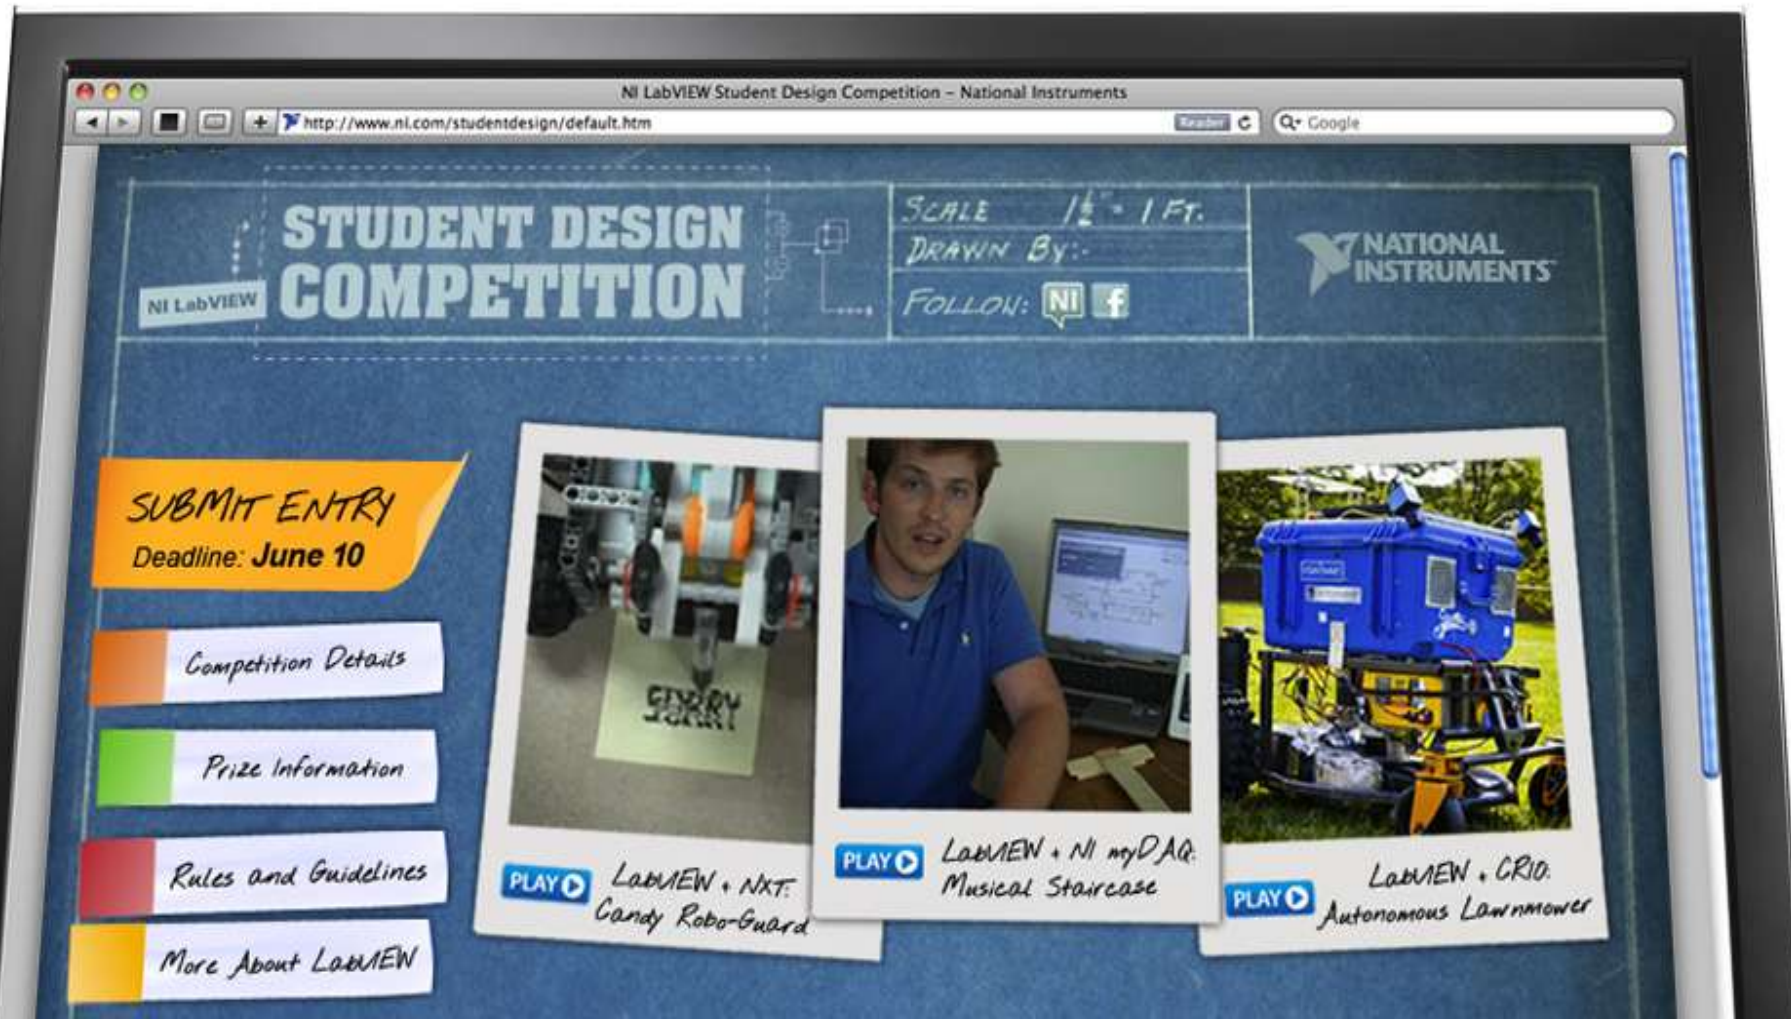 NI LabVIEW Student Design Competition – National Instruments
http://www.ni.com/studentdesign/default.htm
Reader
Google
STUDENT DESIGN
COMPETITION
NI LabVIEW
SCALE 1½" = 1 FT.
DRAWN BY:-
FOLLOW: NI f
NATIONAL
INSTRUMENTS™
SUBMIT ENTRY
Deadline: June 10
Competition Details
Prize Information
Rules and Guidelines
More About LabVIEW
PLAY
LabVIEW + NXT:
Candy Robo-Guard
PLAY
LabVIEW + NI myDAQ:
Musical Staircase
PLAY
LabVIEW + CRIO:
Autonomous Lawnmower